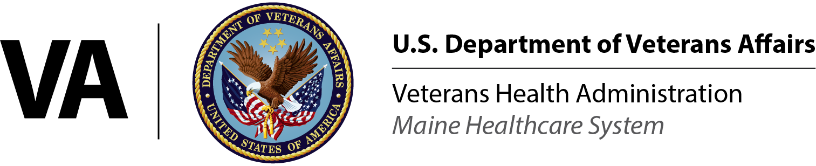 VA
DEPARTMENT OF VETERANS AFFAIRS
UNITED STATES OF AMERICA
U.S. Department of Veterans Affairs
Veterans Health Administration
Maine Healthcare System